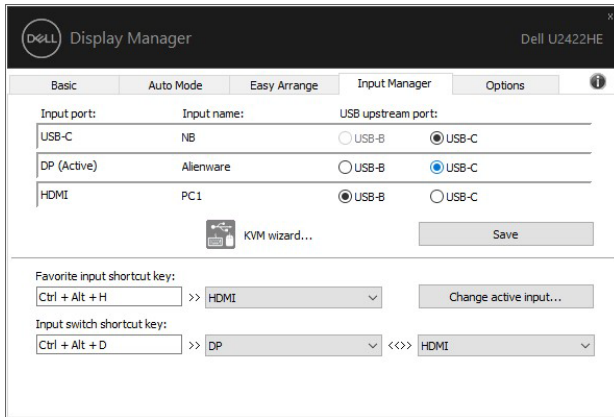 DELL Display Manager Dell U2422HE
Basic Auto Mode Easy Arrange Input Manager Options
Input port: Input name: USB upstream port:
USB-C NB USB-B USB-C
DP (Active) Alienware USB-B USB-C
HDMI PC1 USB-B USB-C
KVM wizard... Save
Favorite input shortcut key:
Ctrl + Alt + H >> HDMI Change active input...
Input switch shortcut key:
Ctrl + Alt + D >> DP <<>> HDMI